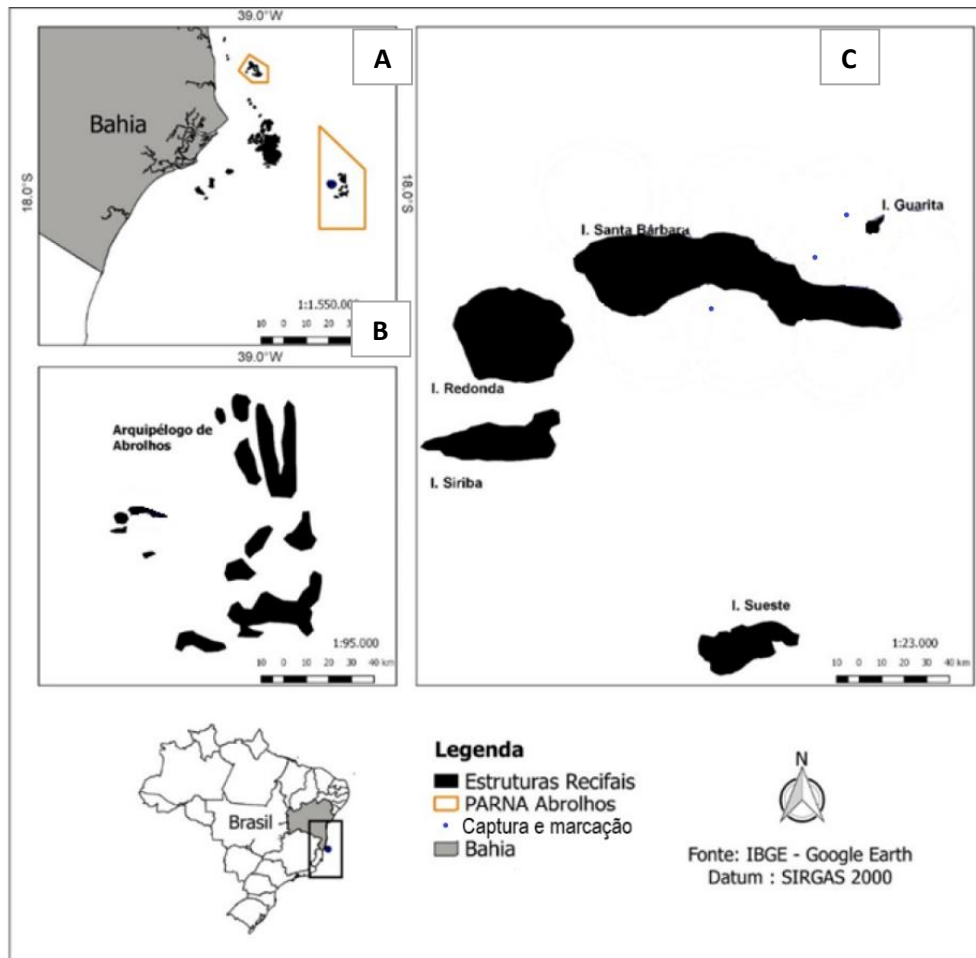 39.0°W
A
Bahia
18.0°S
18.0°S
1:1.550.000
10 0 10 20 30
B
39.0°W
Arquipélogo de
Abrolhos
1:95.000
10 0 10 20 30 40 km
C
I. Guarita
I. Santa Bárbara
I. Redonda
I. Siriba
I. Sueste
1:23.000
10 0 10 20 30 40 km
Brasil
Legenda
Estruturas Recifais
PARNA Abrolhos
Captura e marcação
Bahia
N
Fonte: IBGE - Google Earth
Datum : SIRGAS 2000